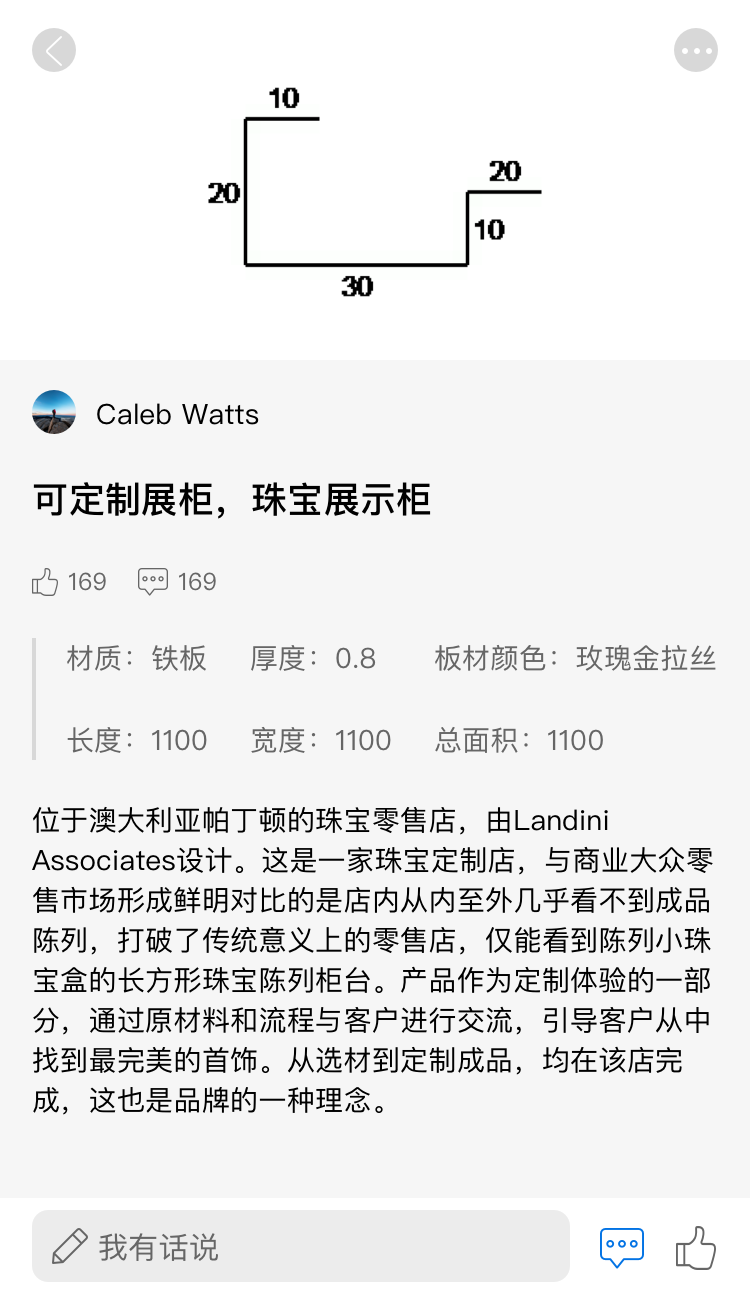 10
20
20
10
30
Caleb Watts
可定制展柜，珠宝展示柜
169 169
材质：铁板 厚度：0.8 板材颜色：玫瑰金拉丝
长度：1100 宽度：1100 总面积：1100
位于澳大利亚帕丁顿的珠宝零售店，由Landini
Associates设计。这是一家珠宝定制店，与商业大众零
售市场形成鲜明对比的是店内从内至外几乎看不到成品
陈列，打破了传统意义上的零售店，仅能看到陈列小珠
宝盒的长方形珠宝陈列柜台。产品作为定制体验的一部
分，通过原材料和流程与客户进行交流，引导客户从中
找到最完美的首饰。从选材到定制成品，均在该店完
成，这也是品牌的一种理念。
我有话说